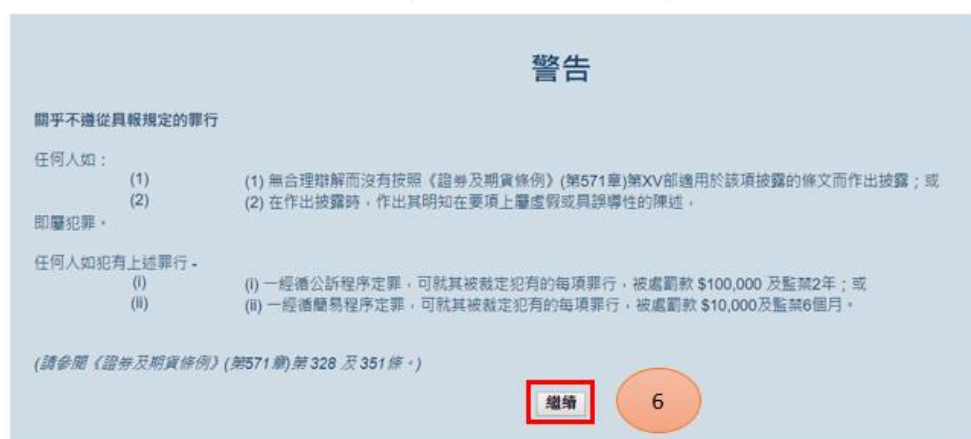 警告
關乎不遵從具報規定的罪行
任何人如：
(1) (1) 無合理辯解而沒有按照《證券及期貨條例》(第571章)第XV部適用於該項披露的條文而作出披露；或
(2) (2) 在作出披露時，作出其明知在要項上屬虛假或具誤導性的陳述，
即屬犯罪。
任何人如犯有上述罪行 -
(i) (i) 一經循公訴程序定罪，可就其被裁定犯有的每項罪行，被處罰款 $100,000 及監禁2年；或
(ii) (ii) 一經循簡易程序定罪，可就其被裁定犯有的每項罪行，被處罰款 $10,000及監禁6個月。
(請參閱《證券及期貨條例》(第571章)第 328 及 351條。)
繼續 6